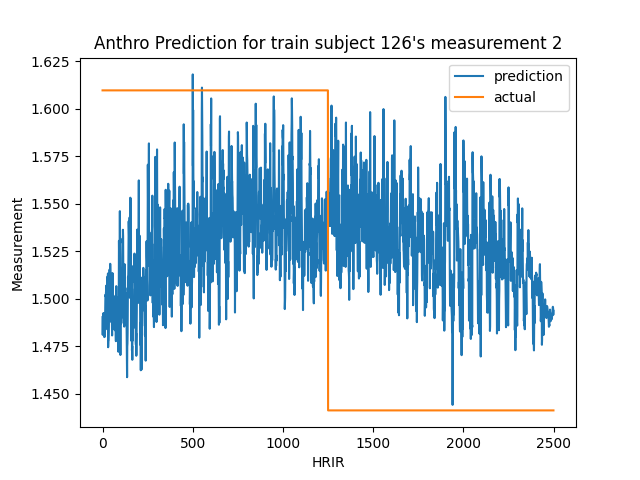 Anthro Prediction for train subject 126's measurement 2
prediction
actual
Measurement
1.625
1.600
1.575
1.550
1.525
1.500
1.475
1.450
0
500
1000
1500
2000
2500
HRIR